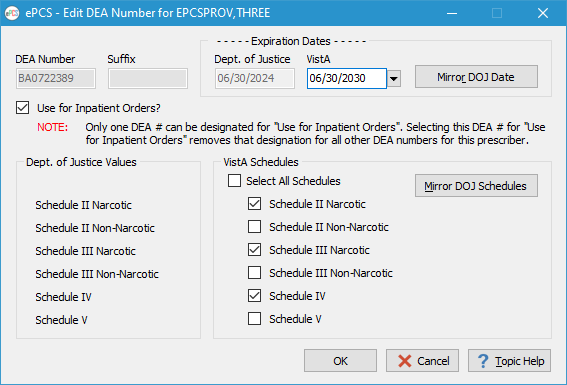 ePCS
ePCS - Edit DEA Number for EPCSPROV,THREE
- - - - - Expiration Dates - - - - -
DEA Number Suffix Dept. of Justice VistA
BA0722389 06/30/2024 06/30/2030 Mirror DOJ Date
Use for Inpatient Orders?
NOTE: Only one DEA # can be designated for "Use for Inpatient Orders". Selecting this DEA # for "Use
for Inpatient Orders" removes that designation for all other DEA numbers for this prescriber.
Dept. of Justice Values
Schedule II Narcotic
Schedule II Non-Narcotic
Schedule III Narcotic
Schedule III Non-Narcotic
Schedule IV
Schedule V
VistA Schedules
Select All Schedules Mirror DOJ Schedules
Schedule II Narcotic
Schedule II Non-Narcotic
Schedule III Narcotic
Schedule III Non-Narcotic
Schedule IV
Schedule V
OK Cancel ? Topic Help